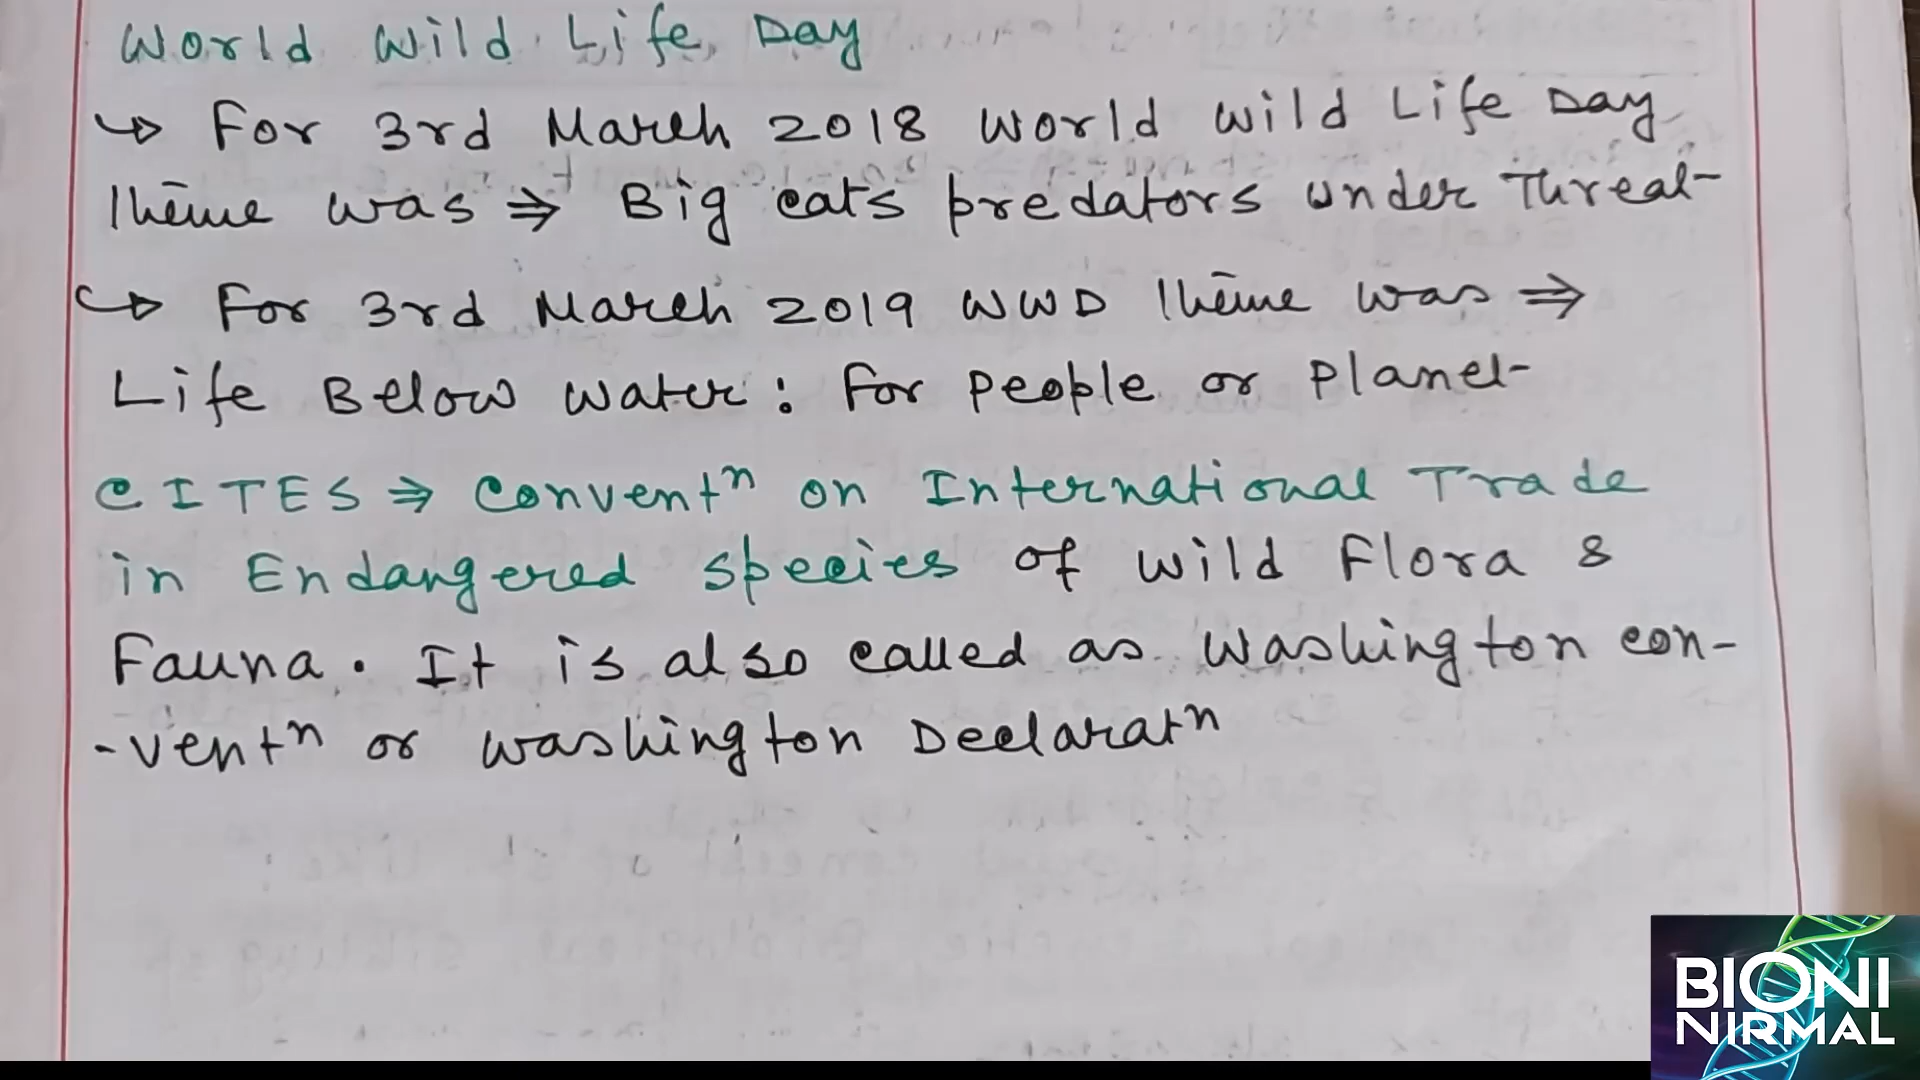 World Wild Life Day
↪ For 3rd March 2018 World Wild Life Day
Theme was ⇒ Big cats predators under Threat
↪ For 3rd March 2019 WWD Theme was ⇒
Life Below Water: For People or Planet
CITES ⇒ Conventⁿ on International Trade
in Endangered species of wild Flora &
Fauna. It is also called as Washington con-
-ventⁿ or Washington Declaratⁿ
BIONI
NIRMAL